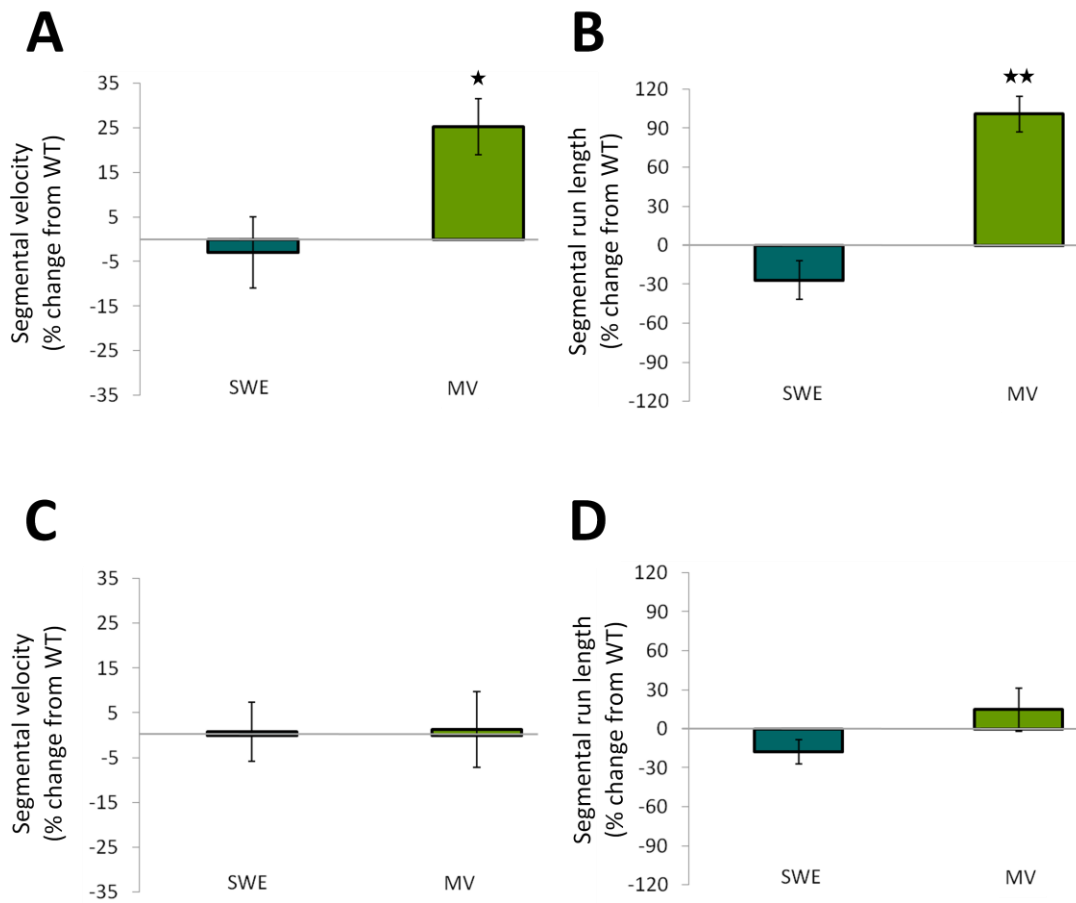 A
Segmental velocity
(% change from WT)
35
25
15
5
-5
-15
-25
-35
★
SWE
MV
B
Segmental run length
(% change from WT)
120
90
60
30
0
-30
-60
-90
-120
★★
SWE
MV
C
Segmental velocity
(% change from WT)
35
25
15
5
-5
-15
-25
-35
SWE
MV
D
Segmental run length
(% change from WT)
120
90
60
30
0
-30
-60
-90
-120
SWE
MV